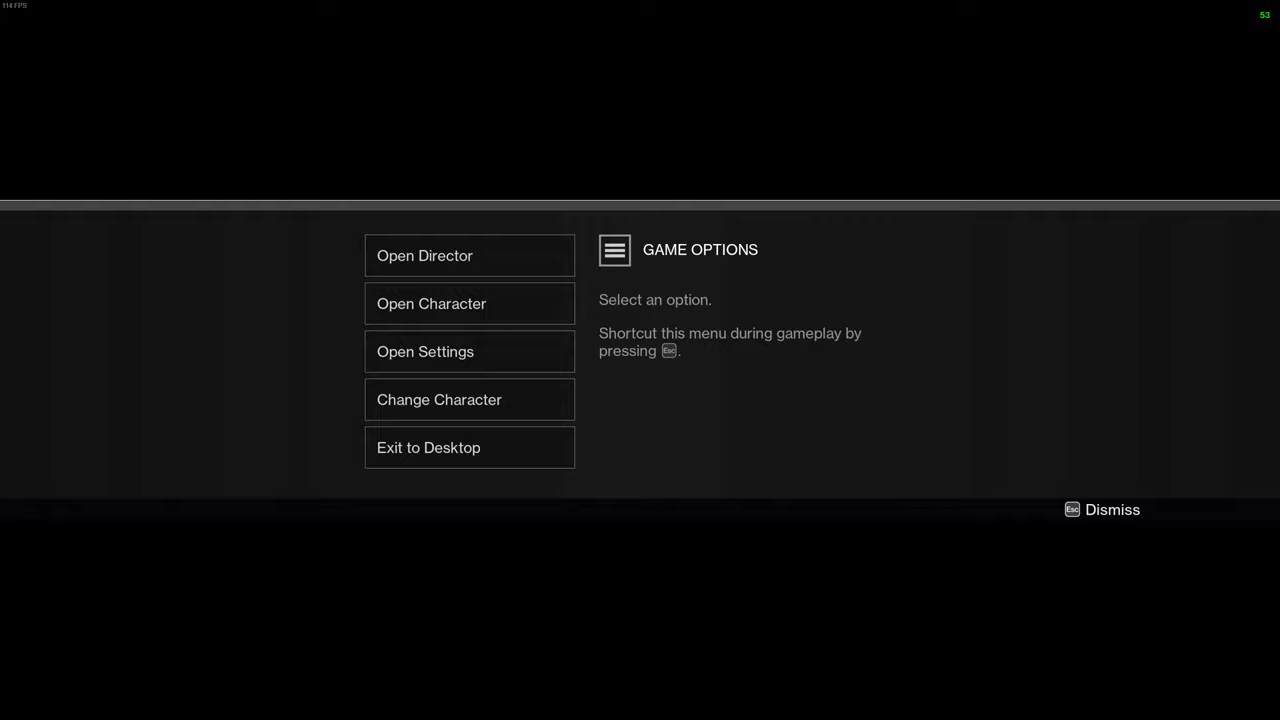 114 FPS
53
Open Director
Open Character
Open Settings
Change Character
Exit to Desktop
GAME OPTIONS
Select an option.
Shortcut this menu during gameplay by
pressing Esc.
Esc Dismiss